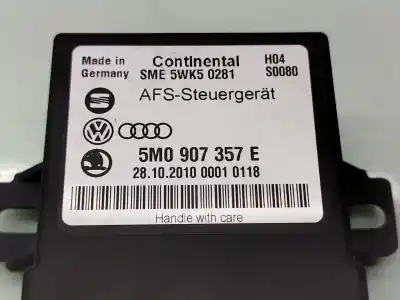 Made in
Germany
Continental
SME 5WK5 0281
H04
S0080
AFS-Steuergerät
5M0 907 357 E
28.10.2010 0001 0118
Handle with care